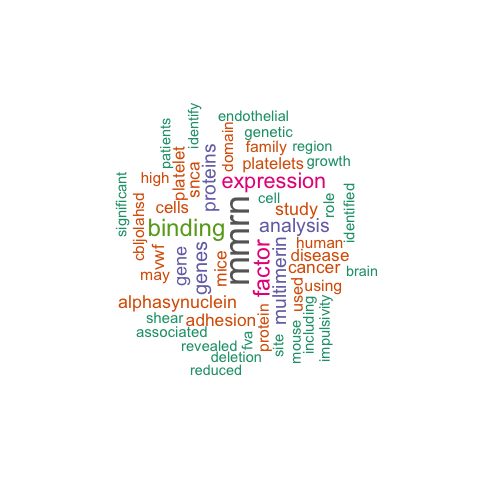 endothelial
genetic
family
region
platelets
growth
expression
cell
study
analysis
human
disease
cancer
brain
using
binding
cells
high
may
alphasynuclein
shear
adhesion
associated
revealed
deletion
reduced
patients
identify
domain
platelet
snca
proteins
significant
cbljolahsd
vwf
gene
genes
mice
mmrn
factor
multimerin
role
identified
used
including
impulsivity
mouse
site
protein
fva